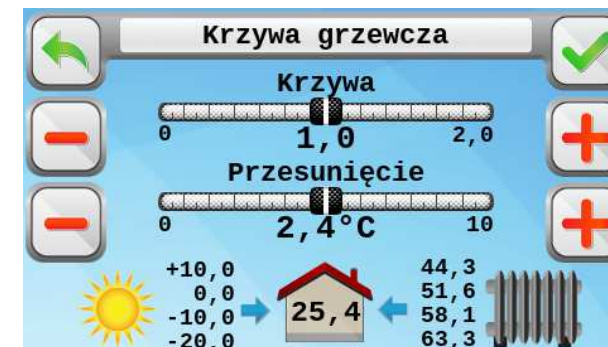 Krzywa grzewcza
Krzywa
0 1,0 2,0
Przesunięcie
0 2,4°C 10
+10,0 44,3
0,0 51,6
-10,0 25,4 58,1
-20,0 63,3